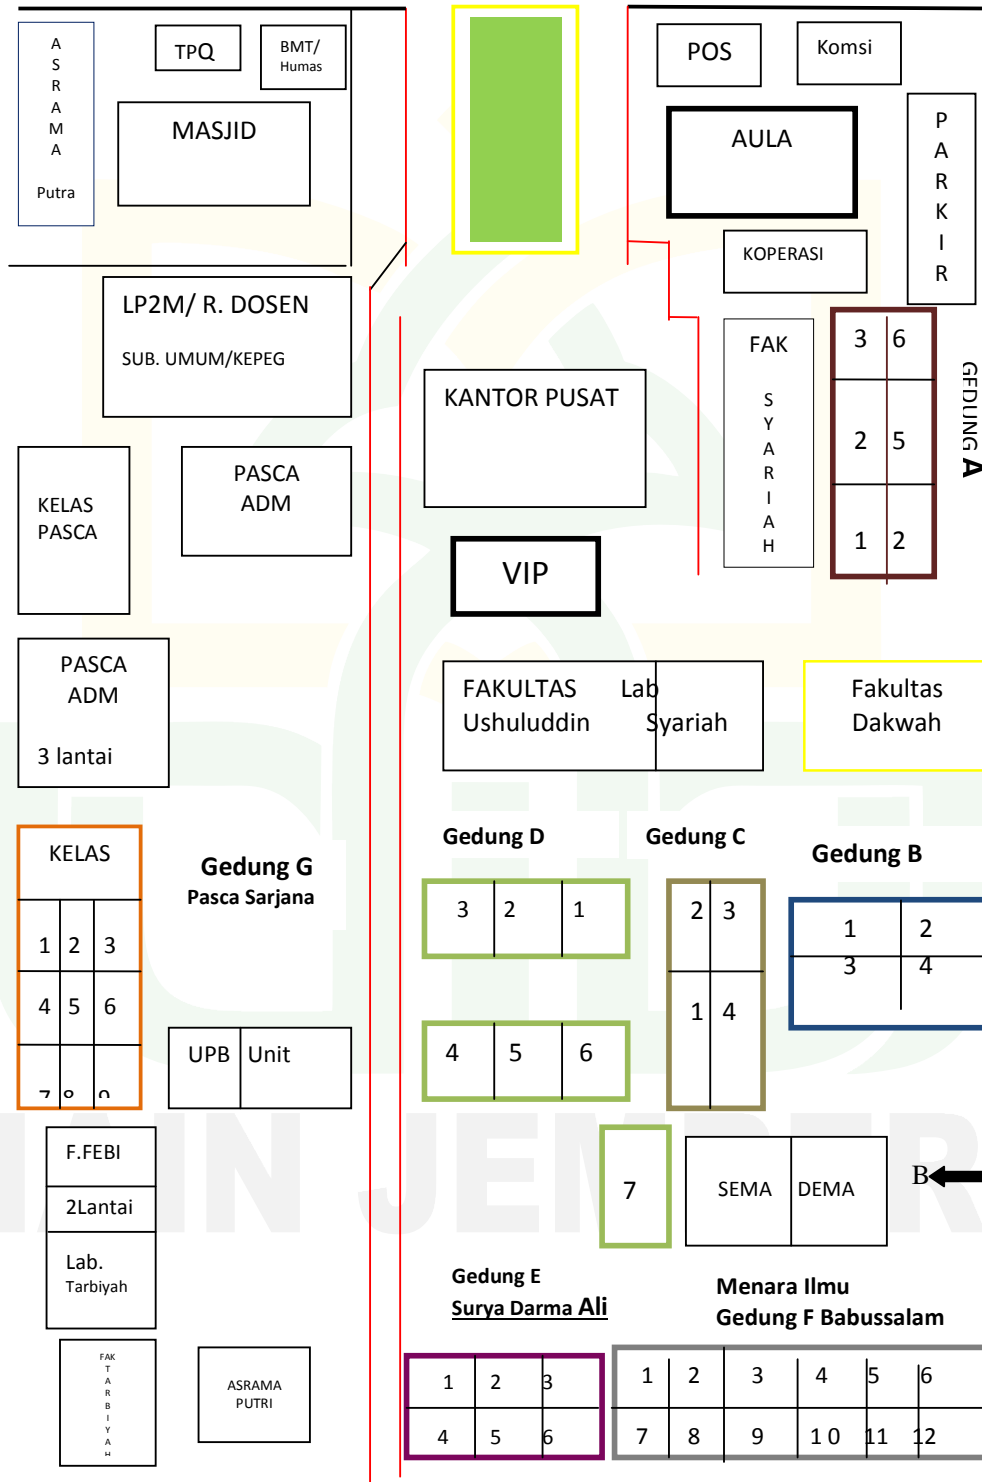 A
S
R
A
M
A
Putra
TPQ
BMT/
Humas
MASJID
POS
Komsi
AULA
P
A
R
K
I
R
KOPERASI
LP2M/ R. DOSEN
SUB. UMUM/KEPEG
KANTOR PUSAT
FAK
S
Y
A
R
I
A
H
3 6
2 5
1 2
GEDUNG A
KELAS
PASCA
PASCA
ADM
VIP
PASCA
ADM
3 lantai
FAKULTAS
Ushuluddin
Lab
Syariah
Fakultas
Dakwah
KELAS
1 2 3
4 5 6
7 8 9
Gedung G
Pasca Sarjana
UPB Unit
Gedung D
3 2 1
4 5 6
7
Gedung C
2 3
1 4
Gedung B
1 2
3 4
SEMA DEMA
B
F.FEBI
2Lantai
Lab.
Tarbiyah
FAK
T
A
R
B
I
Y
A
H
ASRAMA
PUTRI
Gedung E
Surya Darma Ali
1 2 3
4 5 6
Menara Ilmu
Gedung F Babussalam
1 2 3 4 5 6
7 8 9 10 11 12
IAIN JEMBER